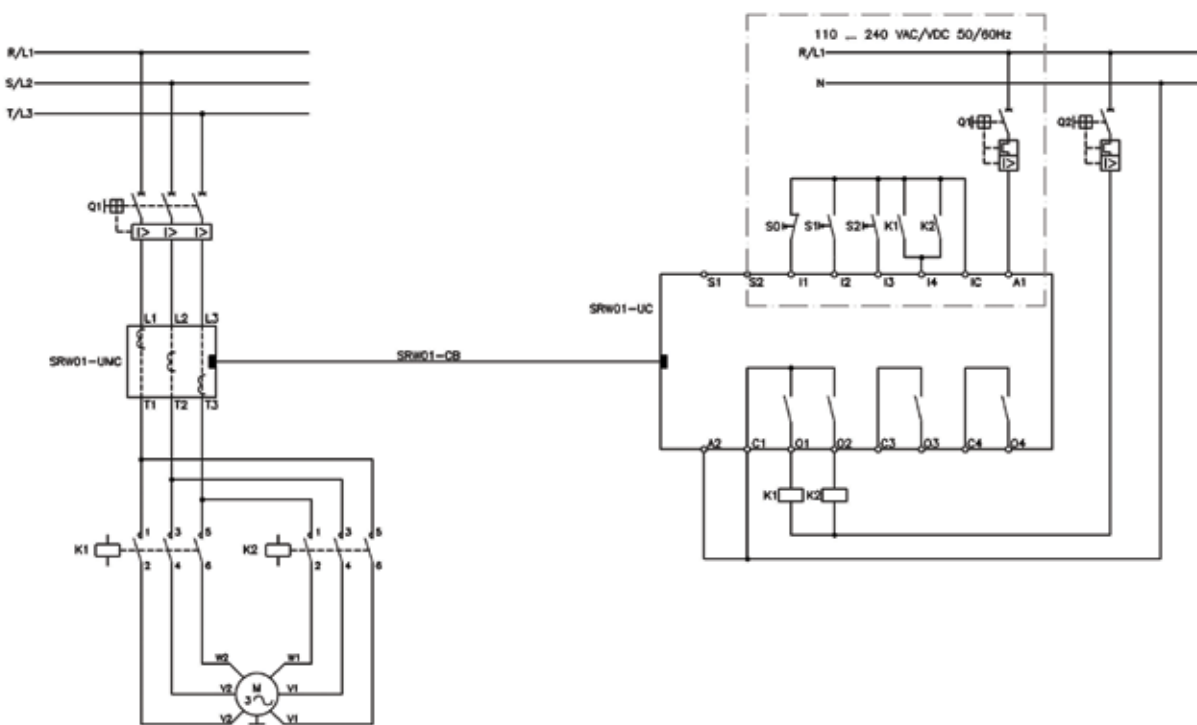 110 ... 240 VAC/VDC 50/60Hz
R/L1
S/L2
T/L3
R/L1
N
Q1
Q1
Q2
I> I> I>
I>
I>
S0 S1 S2 K1 K2
S1 S2 I1 I2 I3 I4 IC A1
SRW01-UC
L1 L2 L3
SRW01-UMC
SRW01-CB
T1 T2 T3
A2 C1 O1 O2 C3 O3 C4 O4
K1 K2
K1
1 3 5
2 4 6
K2
1 3 5
2 4 6
W2 W1
V2 M 3 V1
V2 V1